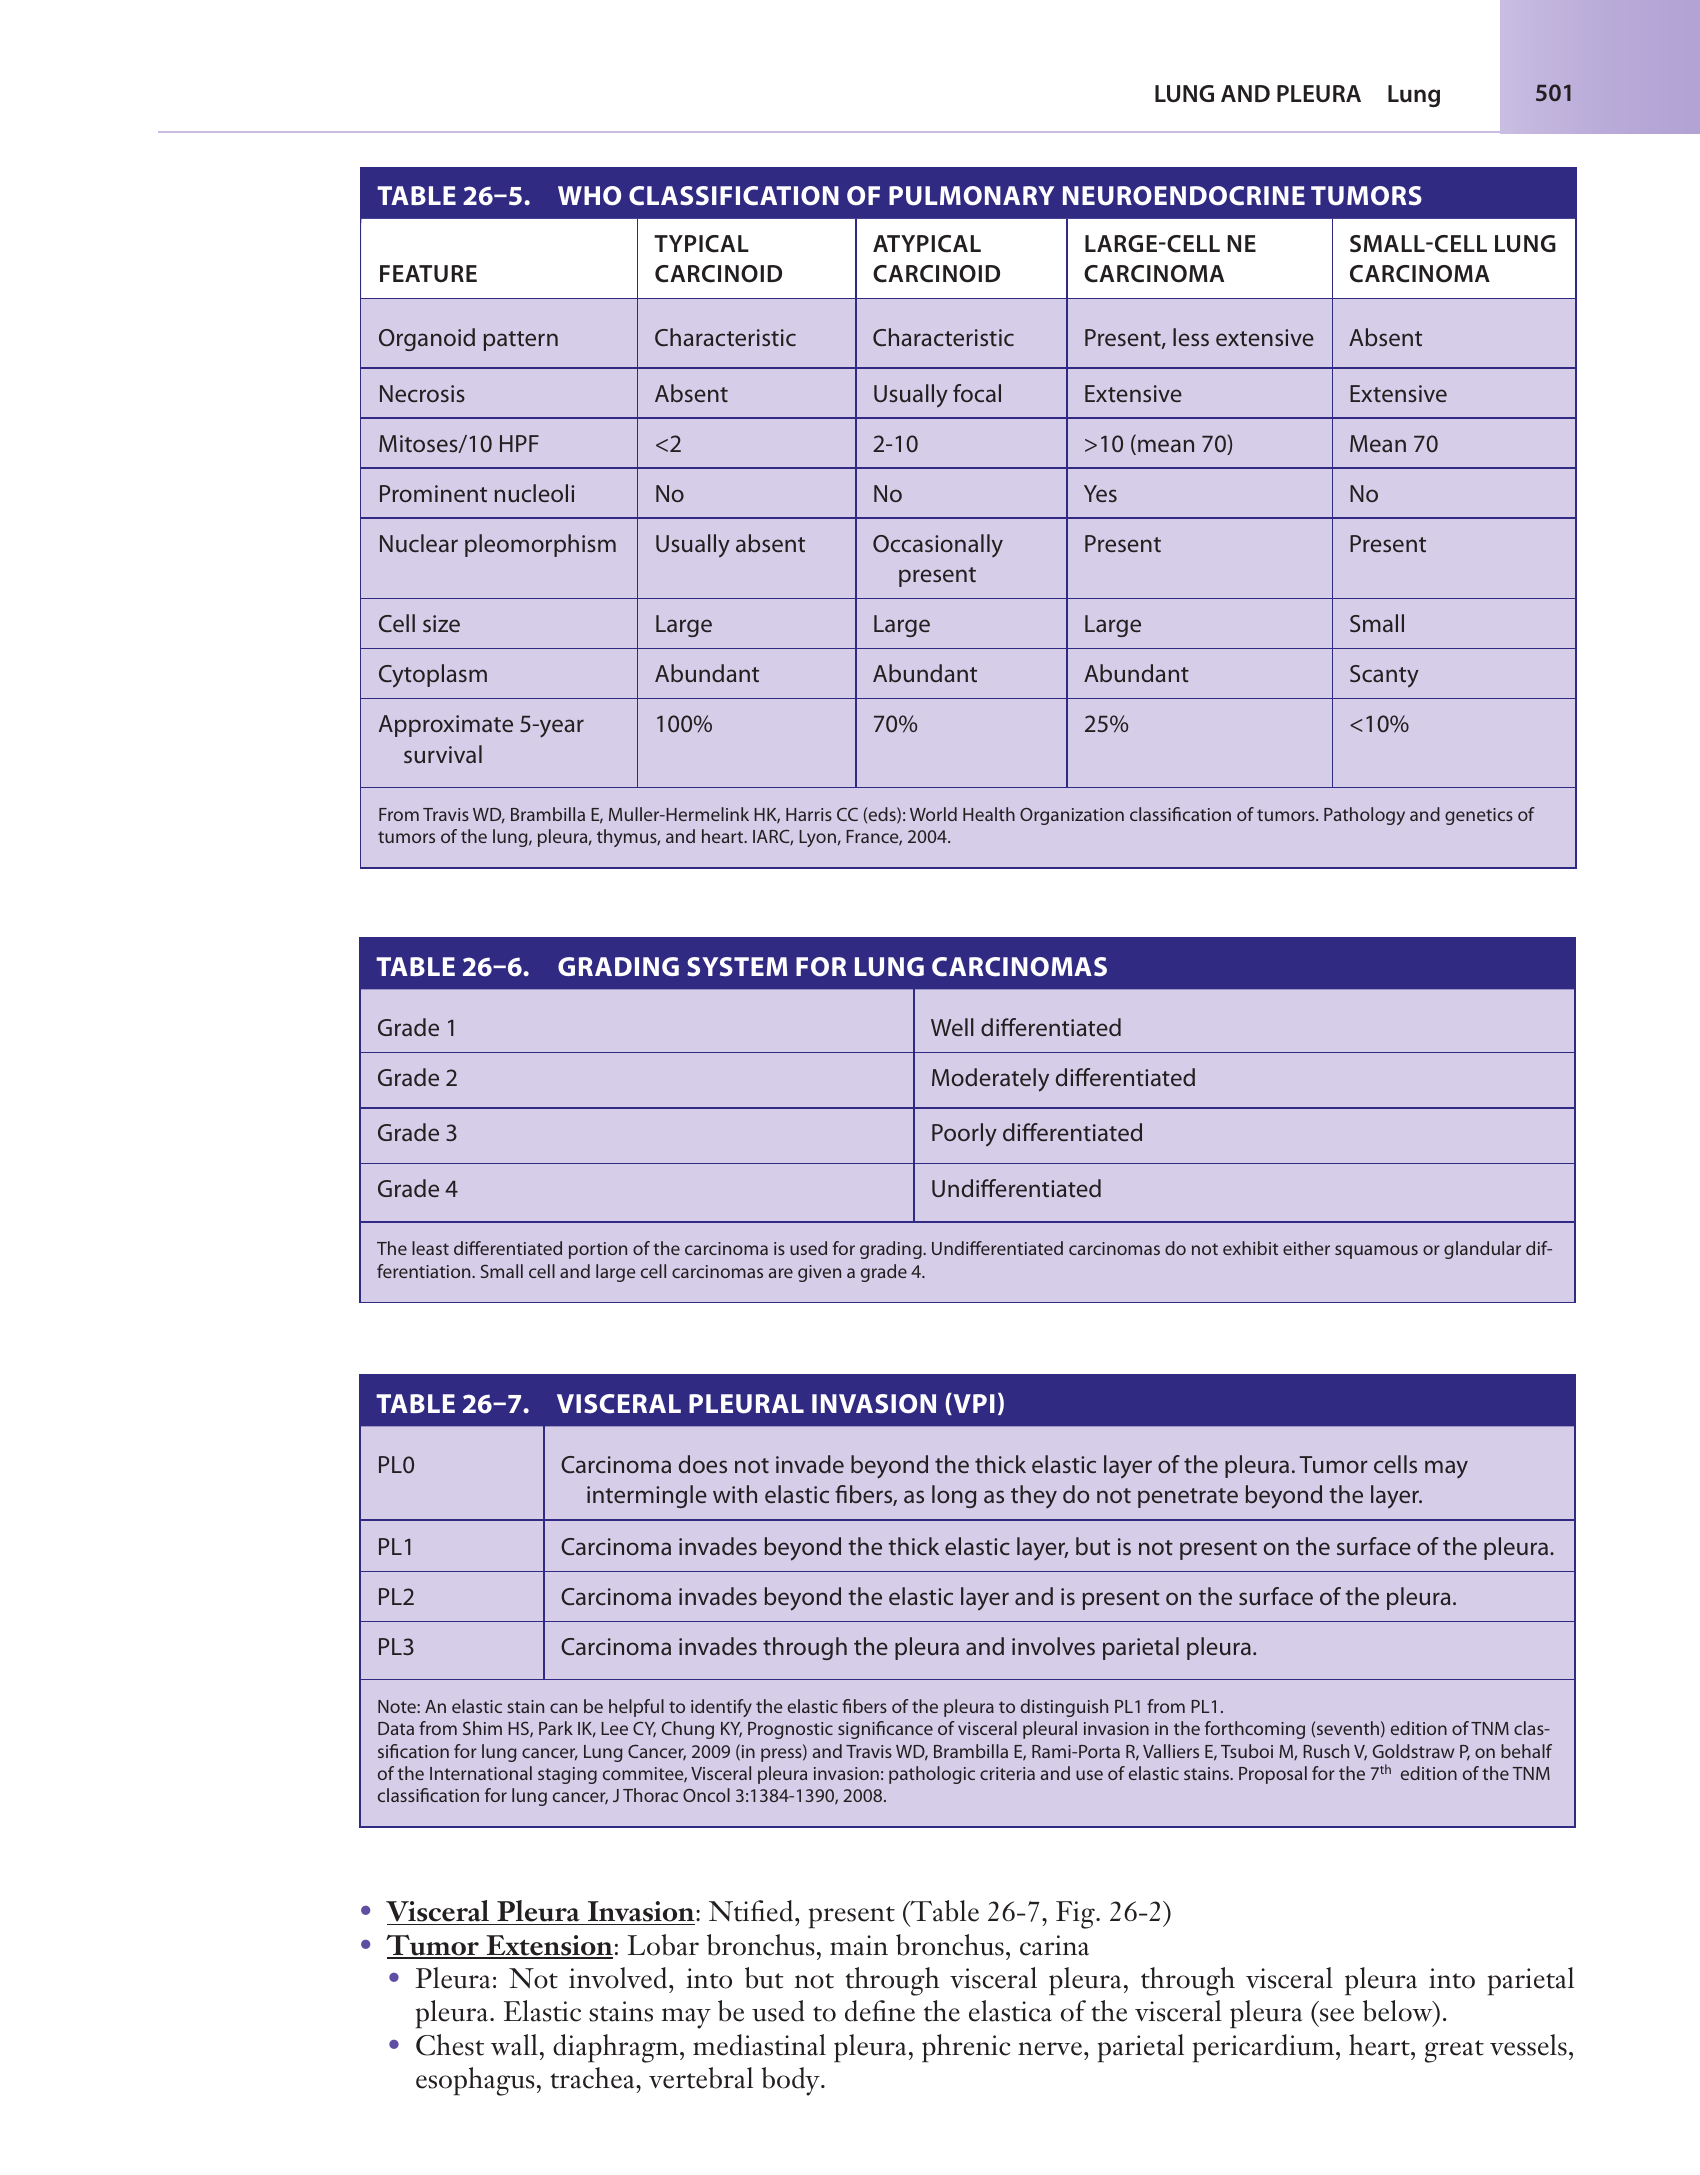 LUNG AND PLEURA Lung 501
TABLE 26–5. WHO CLASSIFICATION OF PULMONARY NEUROENDOCRINE TUMORS
FEATURE TYPICAL CARCINOID ATYPICAL CARCINOID LARGE-CELL NE CARCINOMA SMALL-CELL LUNG CARCINOMA
Organoid pattern Characteristic Characteristic Present, less extensive Absent
Necrosis Absent Usually focal Extensive Extensive
Mitoses/10 HPF <2 2-10 >10 (mean 70) Mean 70
Prominent nucleoli No No Yes No
Nuclear pleomorphism Usually absent Occasionally present Present Present
Cell size Large Large Large Small
Cytoplasm Abundant Abundant Abundant Scanty
Approximate 5-year survival 100% 70% 25% <10%
From Travis WD, Brambilla E, Muller-Hermelink HK, Harris CC (eds): World Health Organization classification of tumors. Pathology and genetics of
tumors of the lung, pleura, thymus, and heart. IARC, Lyon, France, 2004.
TABLE 26–6. GRADING SYSTEM FOR LUNG CARCINOMAS
Grade 1 Well differentiated
Grade 2 Moderately differentiated
Grade 3 Poorly differentiated
Grade 4 Undifferentiated
The least differentiated portion of the carcinoma is used for grading. Undifferentiated carcinomas do not exhibit either squamous or glandular dif-
ferentiation. Small cell and large cell carcinomas are given a grade 4.
TABLE 26–7. VISCERAL PLEURAL INVASION (VPI)
PL0 Carcinoma does not invade beyond the thick elastic layer of the pleura. Tumor cells may
intermingle with elastic fibers, as long as they do not penetrate beyond the layer.
PL1 Carcinoma invades beyond the thick elastic layer, but is not present on the surface of the pleura.
PL2 Carcinoma invades beyond the elastic layer and is present on the surface of the pleura.
PL3 Carcinoma invades through the pleura and involves parietal pleura.
Note: An elastic stain can be helpful to identify the elastic fibers of the pleura to distinguish PL1 from PL1.
Data from Shim HS, Park IK, Lee CY, Chung KY, Prognostic significance of visceral pleural invasion in the forthcoming (seventh) edition of TNM clas-
sification for lung cancer, Lung Cancer, 2009 (in press) and Travis WD, Brambilla E, Rami-Porta R, Valliers E, Tsuboi M, Rusch V, Goldstraw P, on behalf
of the International staging commitee, Visceral pleura invasion: pathologic criteria and use of elastic stains. Proposal for the 7th edition of the TNM
classification for lung cancer, J Thorac Oncol 3:1384-1390, 2008.
• Visceral Pleura Invasion: Ntified, present (Table 26-7, Fig. 26-2)
• Tumor Extension: Lobar bronchus, main bronchus, carina
• Pleura: Not involved, into but not through visceral pleura, through visceral pleura into parietal
pleura. Elastic stains may be used to define the elastica of the visceral pleura (see below).
• Chest wall, diaphragm, mediastinal pleura, phrenic nerve, parietal pericardium, heart, great vessels,
esophagus, trachea, vertebral body.